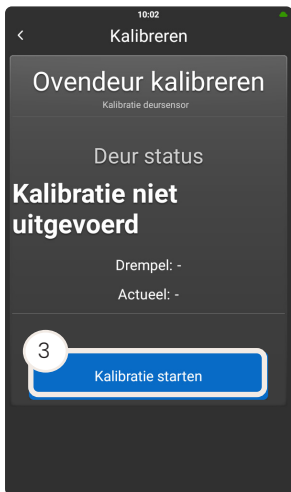 10:02
Kalibreren
Ovendeur kalibreren
Kalibratie deursensor
Deur status
Kalibratie niet
uitgevoerd
Drempel: -
Actueel: -
3
Kalibratie starten